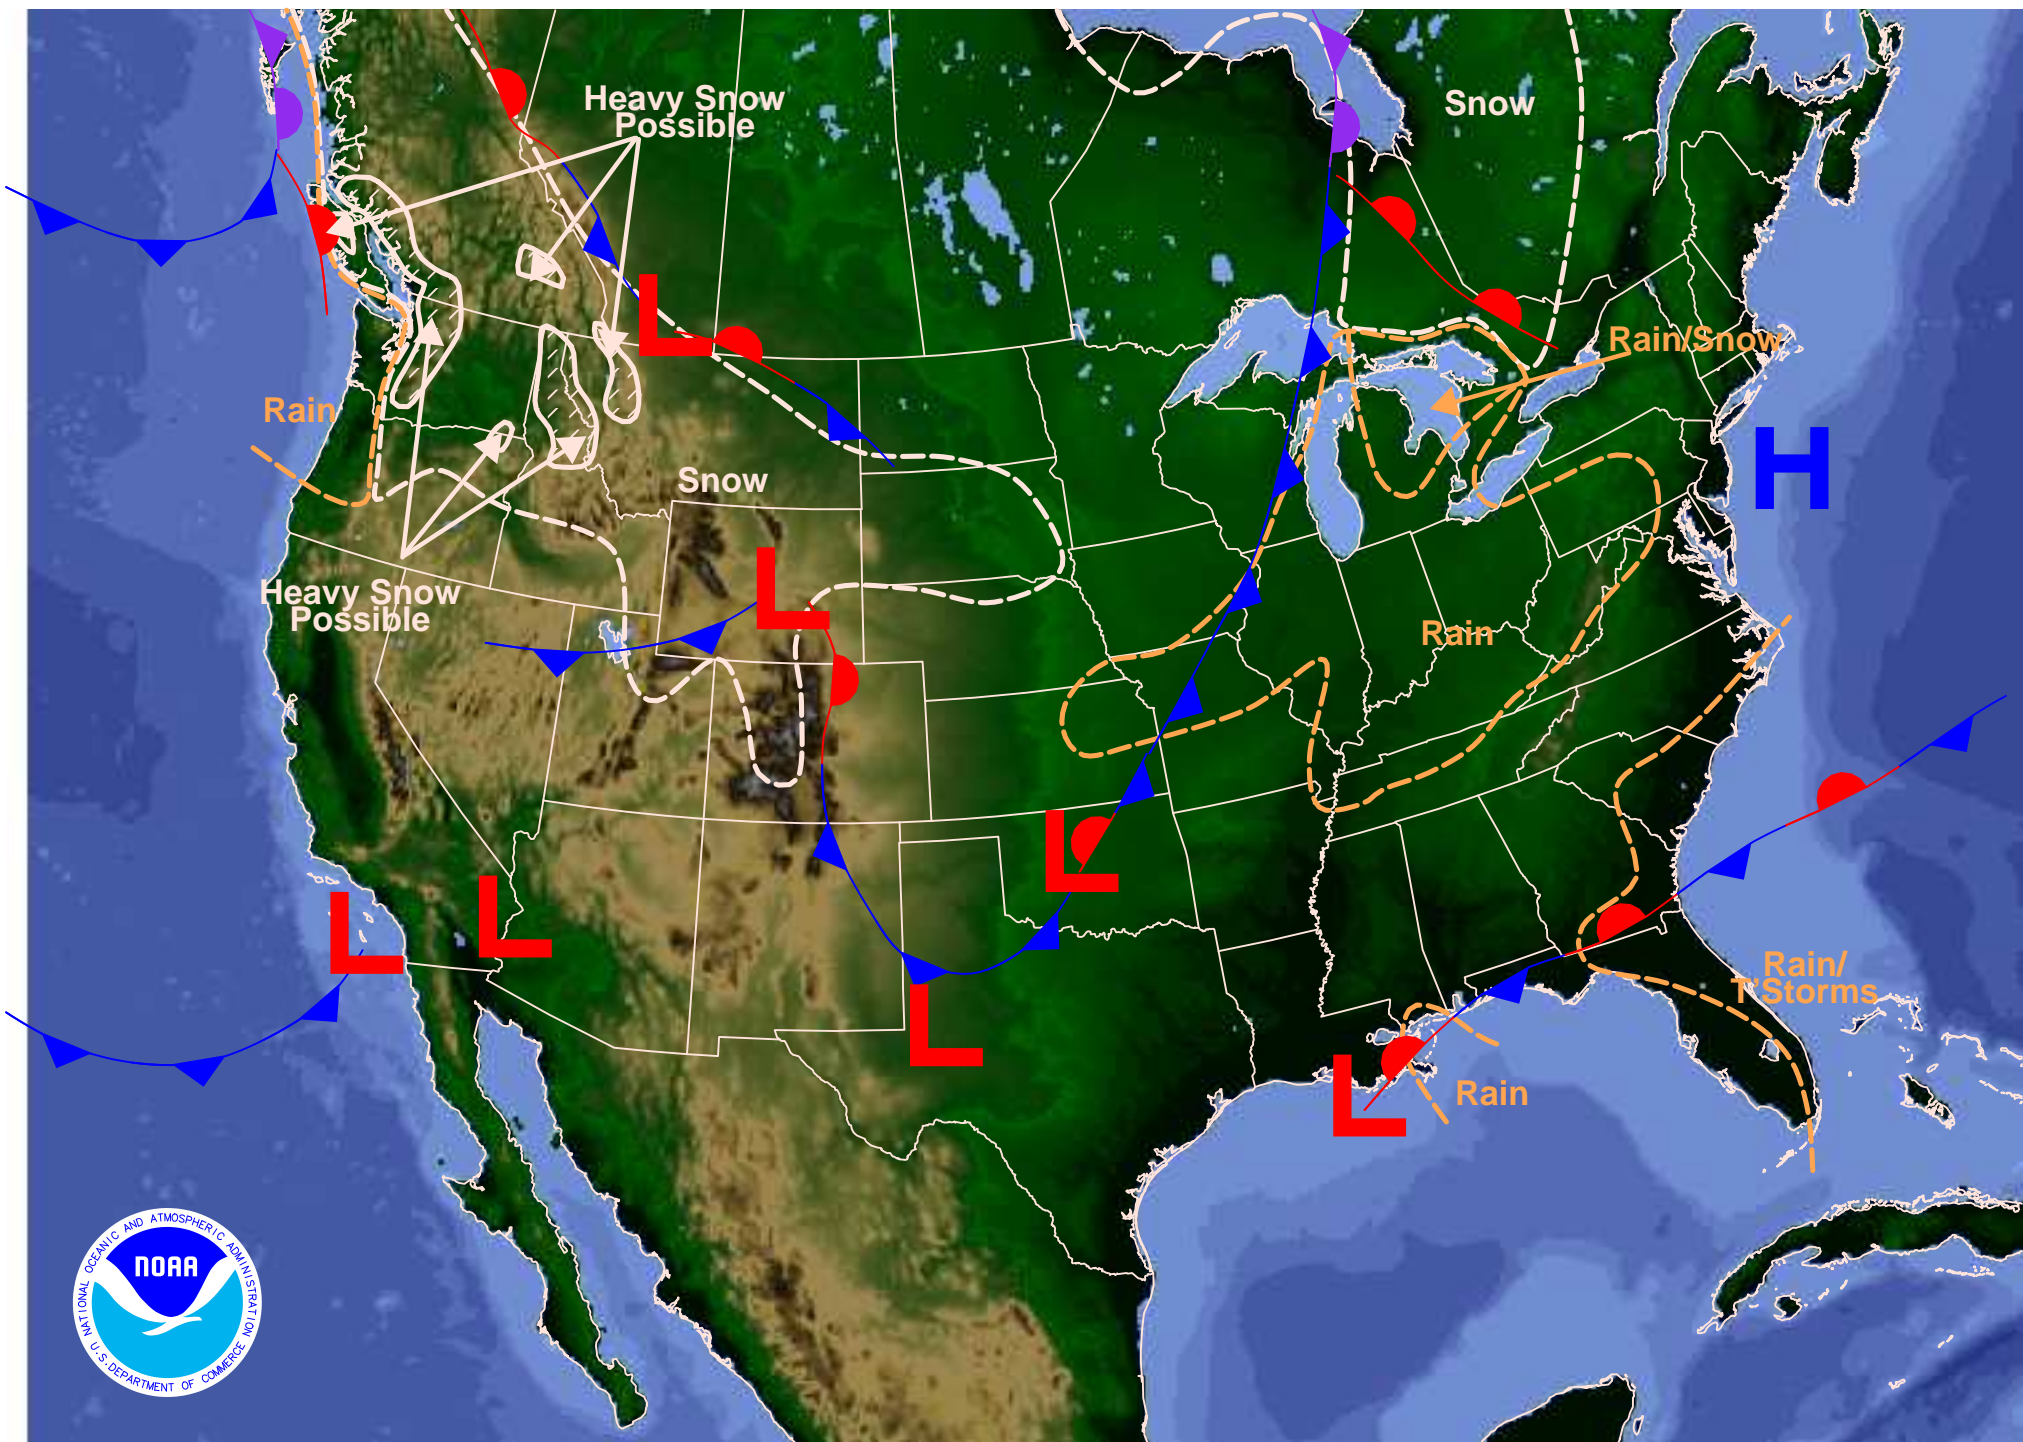 Heavy Snow
Possible
Snow
Rain/Snow
Rain
Snow
Heavy Snow
Possible
Rain
Rain/
T'Storms
Rain
L
L
L
L
L
L
L
H
NATIONAL OCEANIC AND ATMOSPHERIC ADMINISTRATION
NOAA
U.S. DEPARTMENT OF COMMERCE